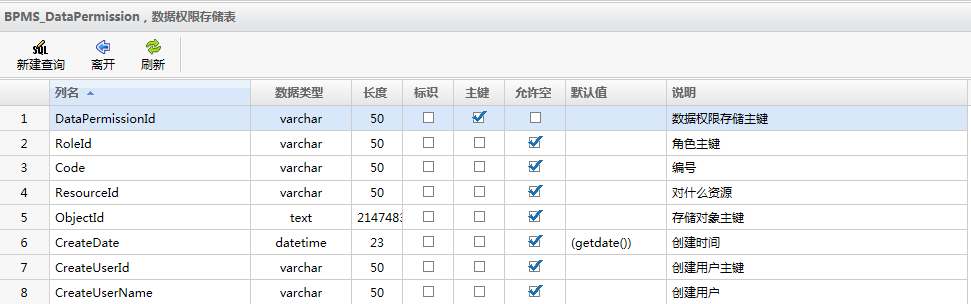 BPMS_DataPermission，数据权限存储表
新建查询 离开 刷新
列名 数据类型 长度 标识 主键 允许空 默认值 说明
1 DataPermissionId varchar 50 数据权限存储主键
2 RoleId varchar 50 角色主键
3 Code varchar 50 编号
4 ResourceId varchar 50 对什么资源
5 ObjectId text 2147483 存储对象主键
6 CreateDate datetime 23 (getdate()) 创建时间
7 CreateUserId varchar 50 创建用户主键
8 CreateUserName varchar 50 创建用户